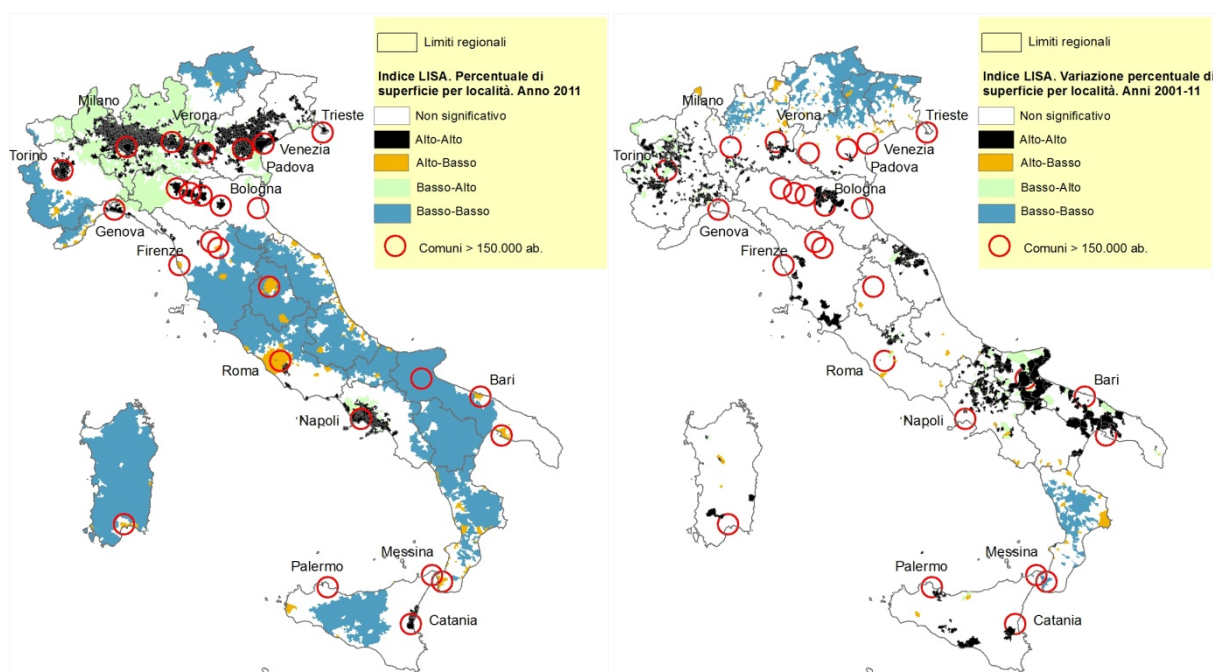 Limiti regionali
Indice LISA. Percentuale di
superficie per località. Anno 2011
Non significativo
Alto-Alto
Alto-Basso
Basso-Alto
Basso-Basso
Comuni > 150.000 ab.
Milano
Verona
Trieste
Torino
Venezia
Padova
Bologna
Genova
Firenze
Roma
Bari
Napoli
Messina
Palermo
Catania
Limiti regionali
Indice LISA. Variazione percentuale di
superficie per località. Anni 2001-11
Non significativo
Alto-Alto
Alto-Basso
Basso-Alto
Basso-Basso
Comuni > 150.000 ab.
Milano
Verona
Trieste
Torino
Venezia
Padova
Bologna
Genova
Firenze
Roma
Bari
Napoli
Messina
Palermo
Catania